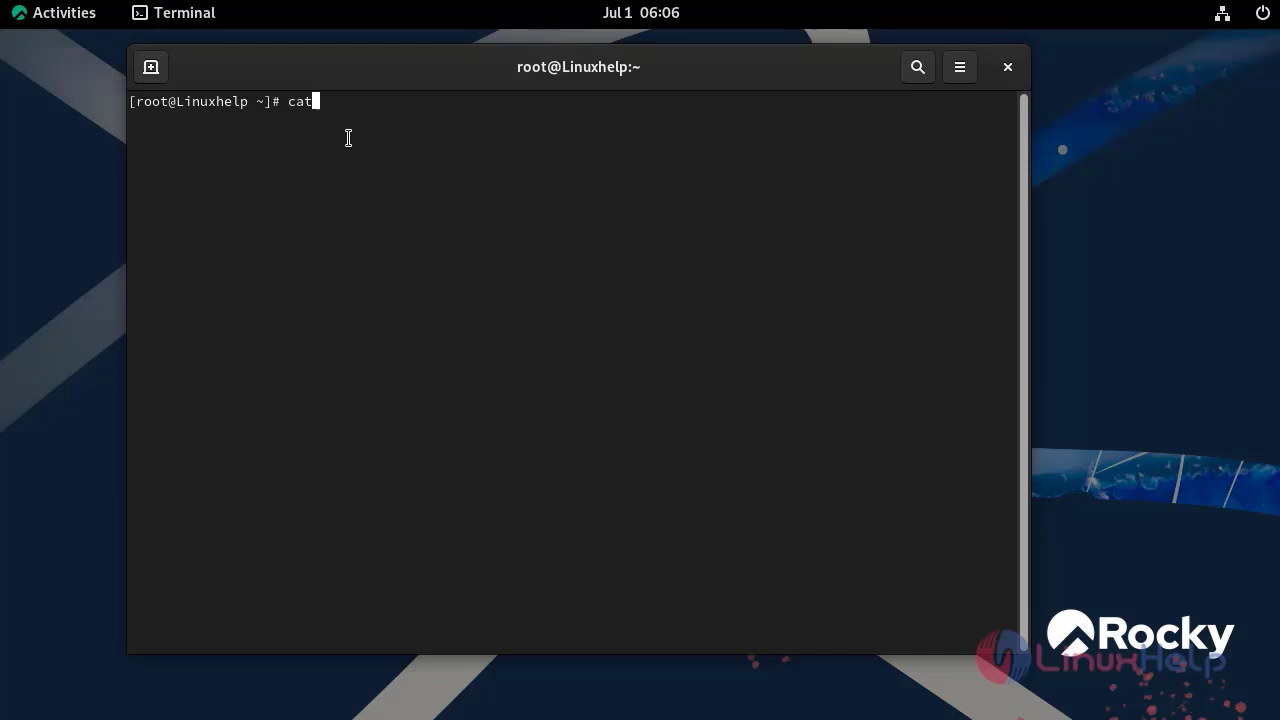 Activities Terminal Jul 1 06:06
root@Linuxhelp:~
[root@Linuxhelp ~]# cat
Rocky
LinuxHelp